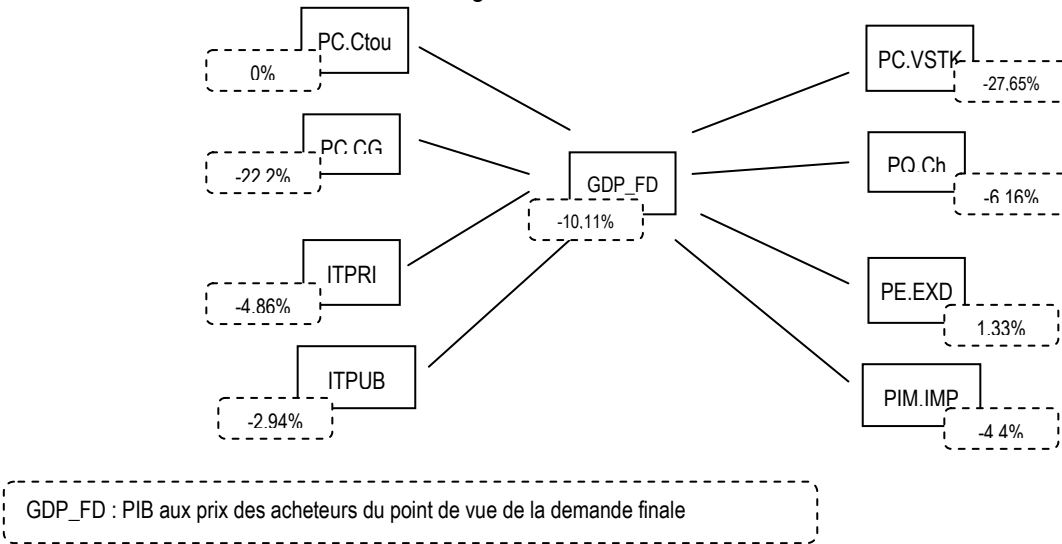 PC.Ctou
0%
PC.VSTK
-27,65%
PC.CG
-22.2%
PQ.Ch
-6,16%
GDP_FD
-10,11%
ITPRI
-4.86%
PE.EXD
1,33%
ITPUB
-2.94%
PIM.IMP
-4,4%
GDP_FD : PIB aux prix des acheteurs du point de vue de la demande finale